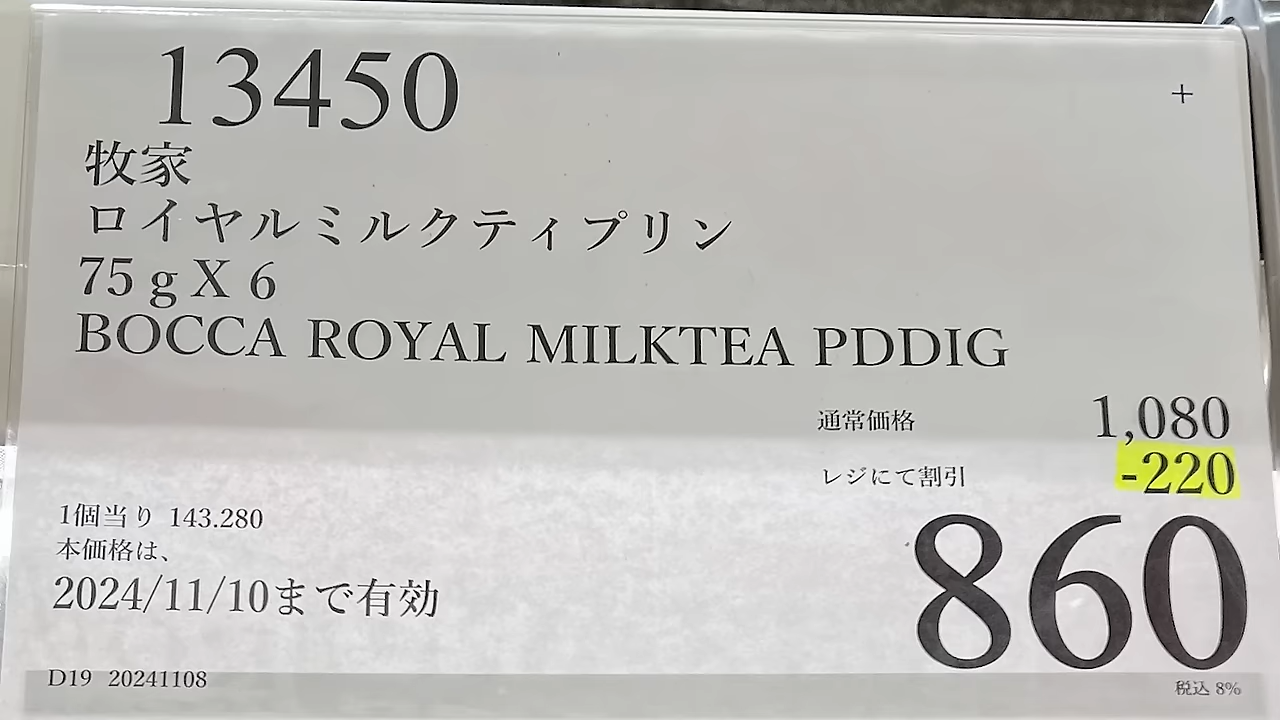 13450
+
牧家
ロイヤルミルクティプリン
75gX 6
BOCCA ROYAL MILKTEA PDDIG
通常価格 1,080
レジにて割引 -220
860
1個当り 143.280
本価格は、
2024/11/10まで有効
D19 20241108
税込 8%